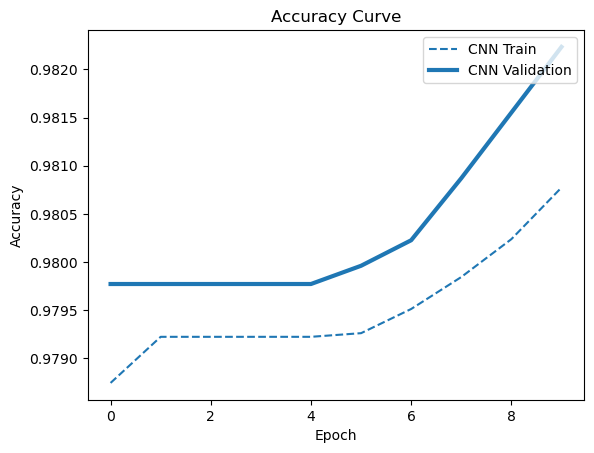 Accuracy Curve
CNN Train
CNN Validation
0.9820
0.9815
0.9810
0.9805
0.9800
0.9795
0.9790
Accuracy
0
2
4
6
8
Epoch